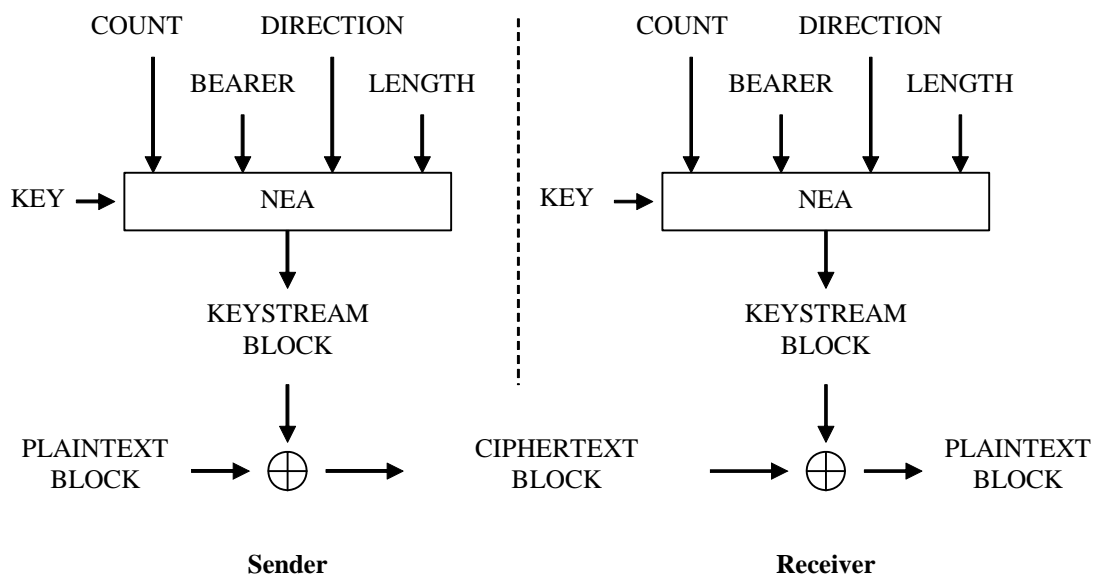 COUNT DIRECTION
BEARER LENGTH
KEY NEA
KEYSTREAM
BLOCK
PLAINTEXT
BLOCK
CIPHERTEXT
BLOCK
Sender
COUNT DIRECTION
BEARER LENGTH
KEY NEA
KEYSTREAM
BLOCK
PLAINTEXT
BLOCK
Receiver